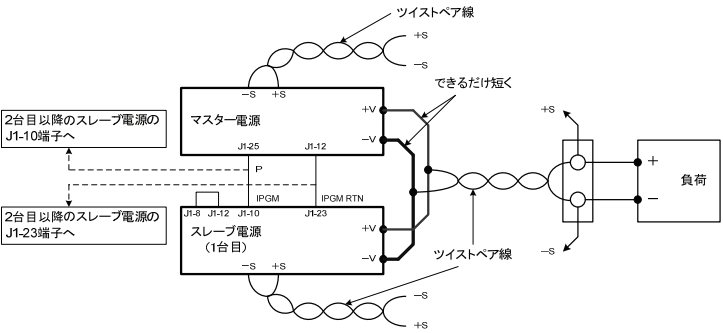 ツイストペア線
+S
−S
−S +S
できるだけ短く
+V
マスター電源
−V
J1-25 J1-12
2台目以降のスレーブ電源の
J1-10端子へ
P
IPGM IPGM RTN
2台目以降のスレーブ電源の
J1-23端子へ
J1-8 J1-12 J1-10 J1-23
スレーブ電源
(1台目)
+V
−V
−S +S
ツイストペア線
−S
+S
+S
+
−
負荷
−S